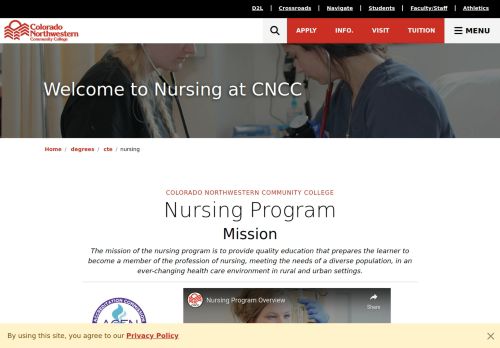 D2L | Crossroads | Navigate | Students | Faculty/Staff | Athletics
Colorado
Northwestern
Community College
APPLY INFO. VISIT TUITION MENU
Welcome to Nursing at CNCC
Home / degrees / cte / nursing
COLORADO NORTHWESTERN COMMUNITY COLLEGE
Nursing Program
Mission
The mission of the nursing program is to provide quality education that prepares the learner to
become a member of the profession of nursing, meeting the needs of a diverse population, in an
ever-changing health care environment in rural and urban settings.
ACCREDITATION COMMISSION
ACEN
Nursing Program Overview
Share
By using this site, you agree to our Privacy Policy